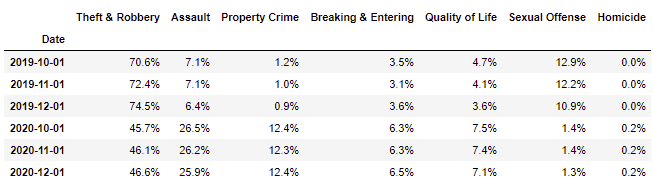 Theft & Robbery Assault Property Crime Breaking & Entering Quality of Life Sexual Offense Homicide
Date
2019-10-01 70.6% 7.1% 1.2% 3.5% 4.7% 12.9% 0.0%
2019-11-01 72.4% 7.1% 1.0% 3.1% 4.1% 12.2% 0.0%
2019-12-01 74.5% 6.4% 0.9% 3.6% 3.6% 10.9% 0.0%
2020-10-01 45.7% 26.5% 12.4% 6.3% 7.5% 1.4% 0.2%
2020-11-01 46.1% 26.2% 12.3% 6.3% 7.4% 1.4% 0.2%
2020-12-01 46.6% 25.9% 12.4% 6.5% 7.1% 1.3% 0.2%